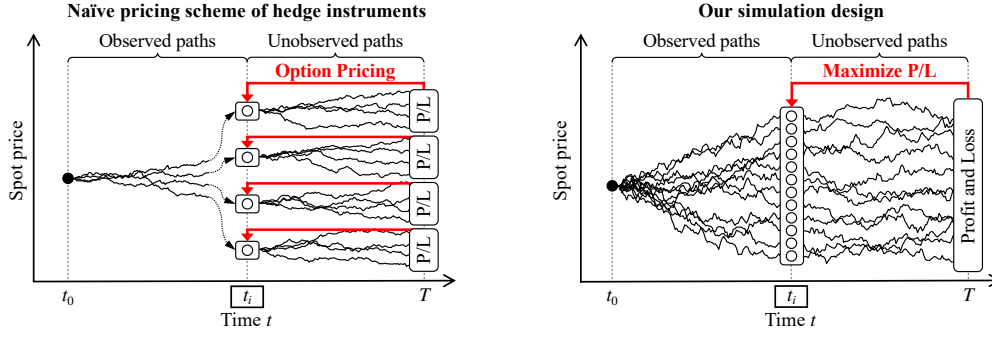 Naïve pricing scheme of hedge instruments
Observed paths
Unobserved paths
Option Pricing
P/L
P/L
P/L
P/L
Spot price
t0
ti
T
Time t
Our simulation design
Observed paths
Unobserved paths
Maximize P/L
Profit and Loss
Spot price
t0
ti
T
Time t